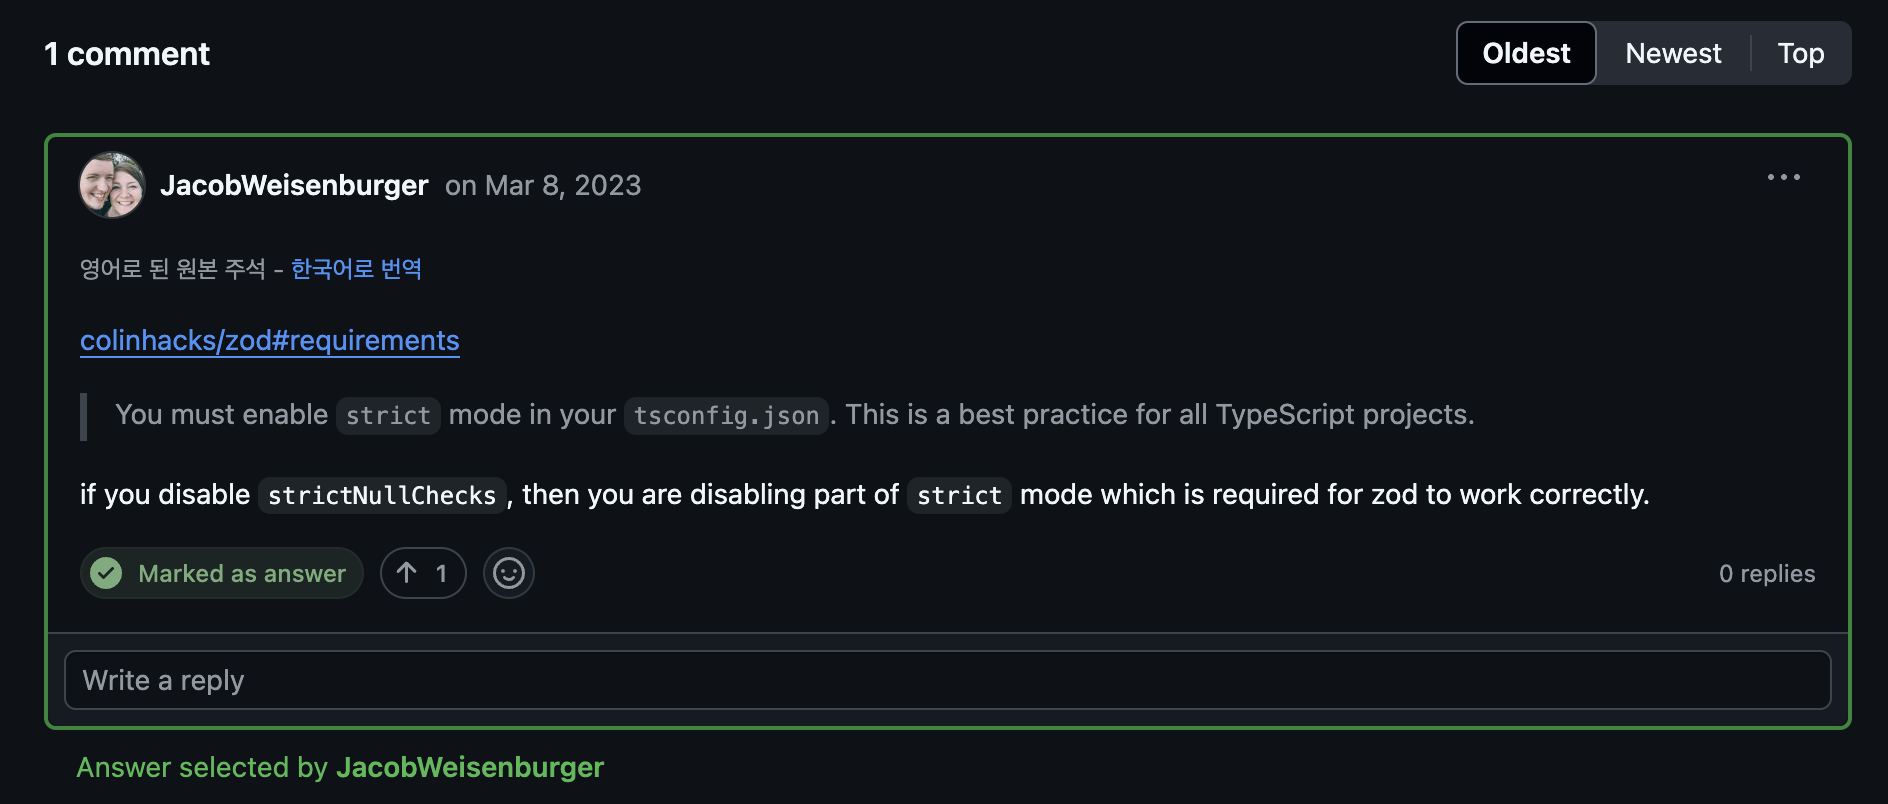 1 comment
Oldest Newest Top
JacobWeisenburger on Mar 8, 2023
영어로 된 원본 주석 - 한국어로 번역
colinhacks/zod#requirements
You must enable strict mode in your tsconfig.json. This is a best practice for all TypeScript projects.
if you disable strictNullChecks, then you are disabling part of strict mode which is required for zod to work correctly.
Marked as answer 1 0 replies
Write a reply
Answer selected by JacobWeisenburger